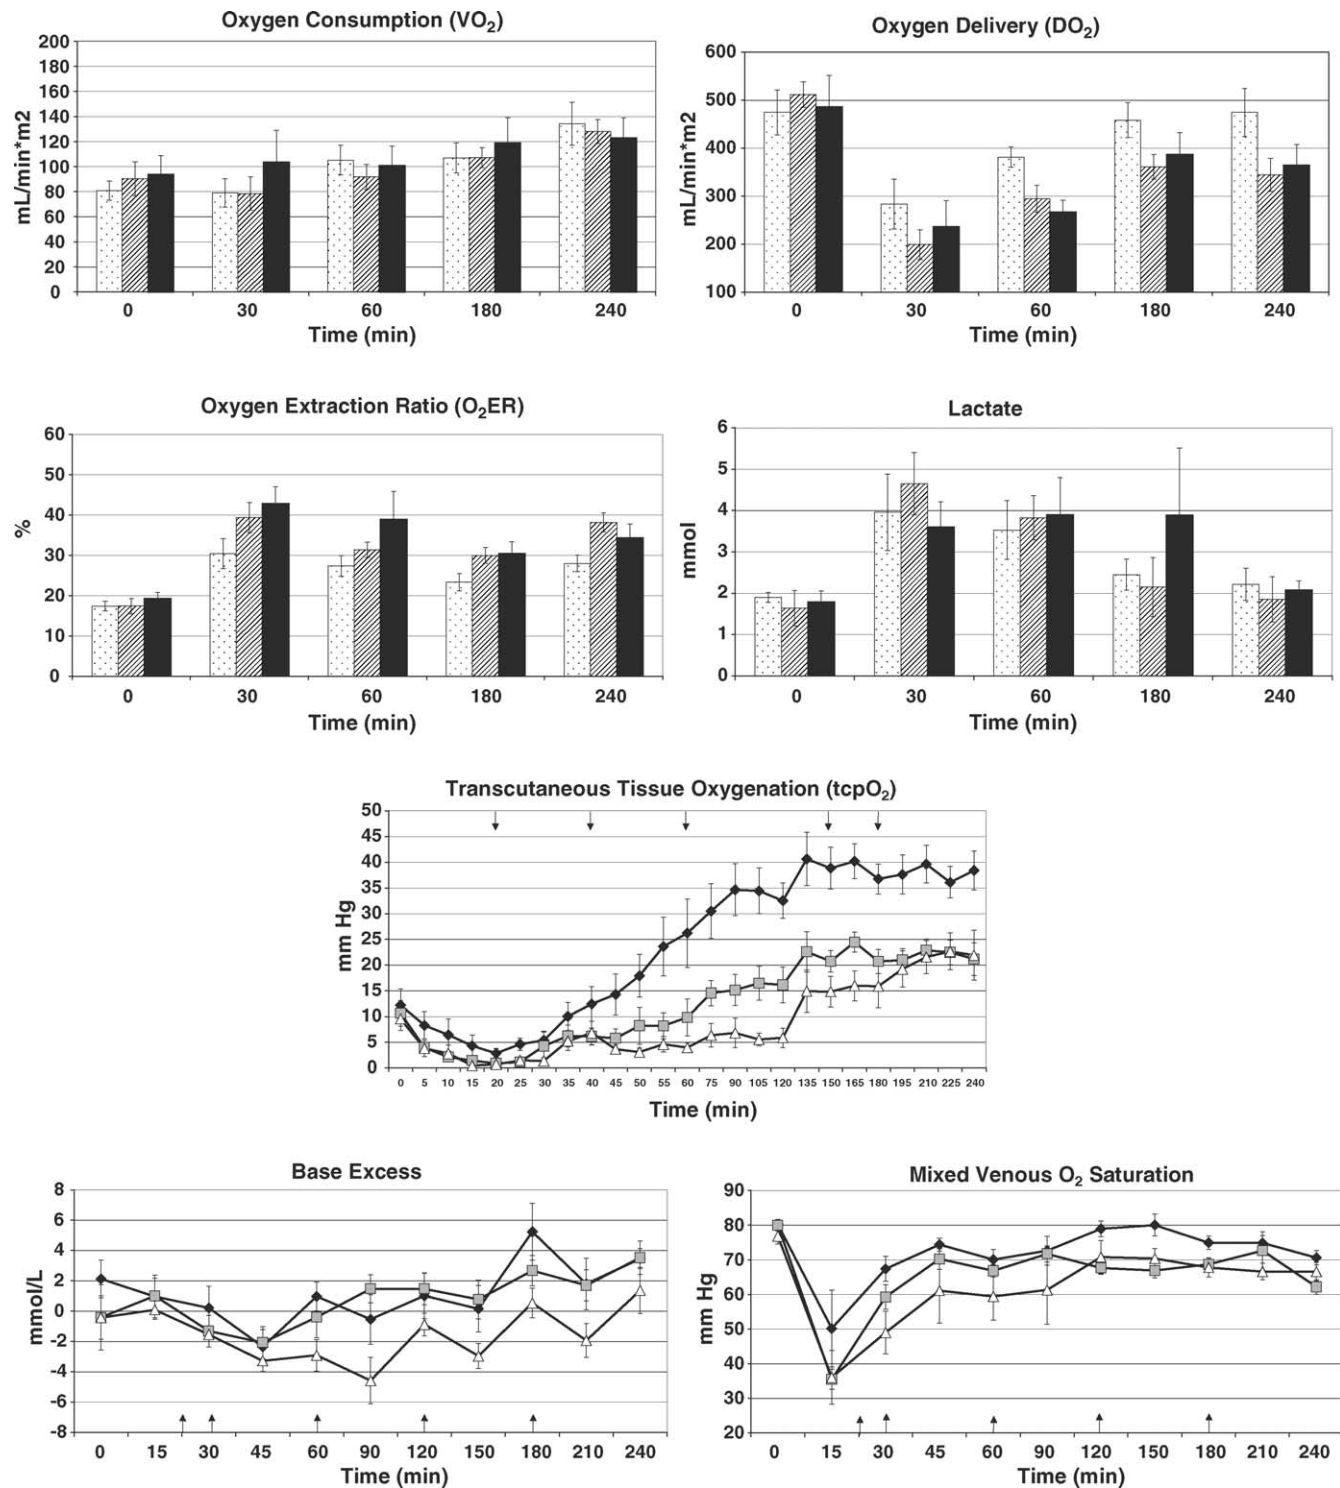 Oxygen Consumption (VO2)
200
180
160
140
120
100
80
60
40
20
0
mL/min*m2
0 30 60 180 240
Time (min)
Oxygen Delivery (DO2)
600
500
400
300
200
100
mL/min*m2
0 30 60 180 240
Time (min)
Oxygen Extraction Ratio (O2ER)
60
50
40
30
20
10
0
%
0 30 60 180 240
Time (min)
Lactate
6
5
4
3
2
1
0
mmol
0 30 60 180 240
Time (min)
Transcutaneous Tissue Oxygenation (tcpO2)
50
45
40
35
30
25
20
15
10
5
0
mm Hg
0 5 10 15 20 25 30 35 40 45 50 55 60 75 90 105 120 135 150 165 180 195 210 225 240
Time (min)
Base Excess
8
6
4
2
0
-2
-4
-6
-8
mmol/L
0 15 30 45 60 90 120 150 180 210 240
Time (min)
Mixed Venous O2 Saturation
90
80
70
60
50
40
30
20
mm Hg
0 15 30 45 60 90 120 150 180 210 240
Time (min)